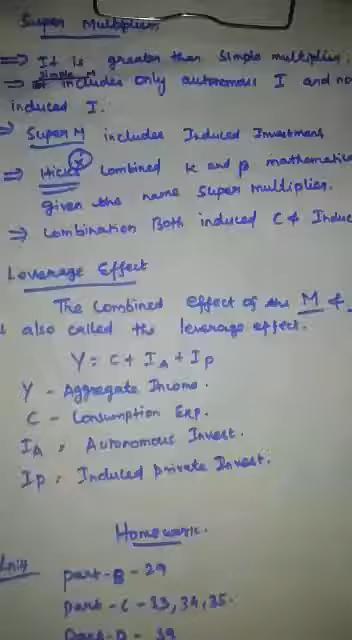 Super Multiplier
⇒ It is greater than Simple multiplier.
⇒ Simple M includes only autonomous I and no
induced I.
⇒ Super M includes Induced Investment
⇒ Hicks combined k and β mathematica
given the name Super multiplier.
⇒ Combination Both induced C & Induc
Leverage Effect
The Combined effect of the M &
also called the leverage effect.
Y = C + IA + Ip
Y - Aggregate Income.
C - Consumption Exp.
IA = Autonomous Invest.
Ip = Induced private Invest.
Homework.
part-B - 29
part - C - 33, 34, 35.
Part-D - 39